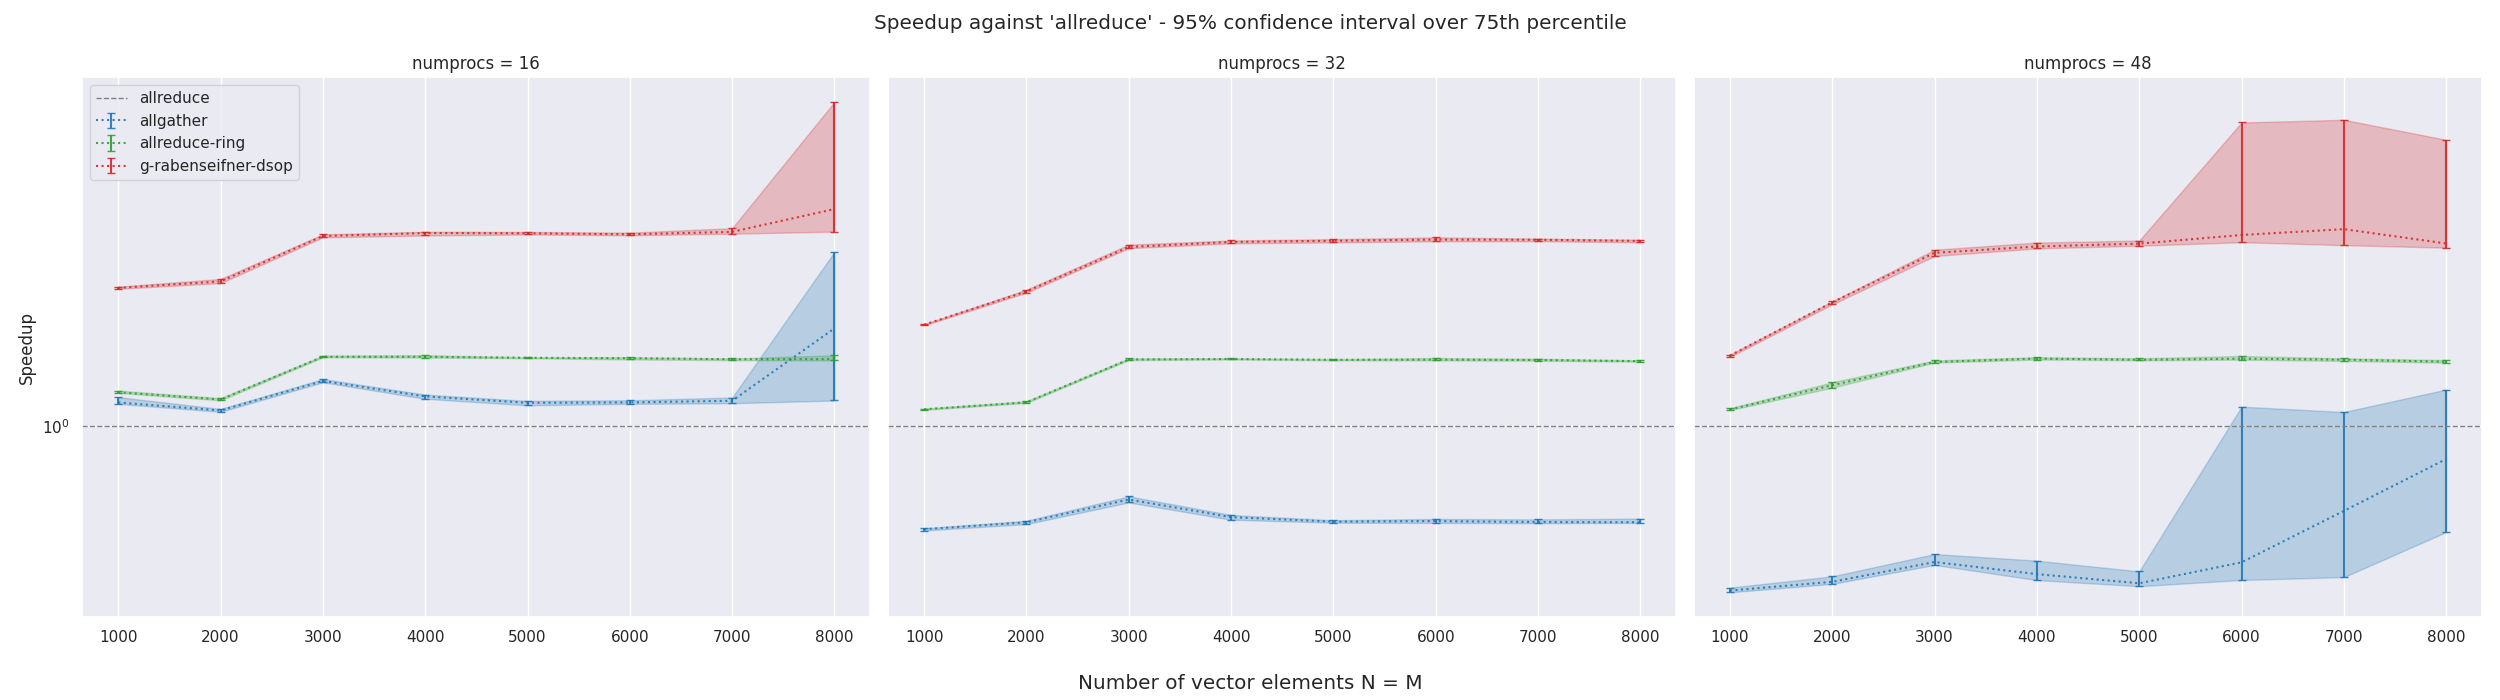 Speedup against 'allreduce' - 95% confidence interval over 75th percentile
numprocs = 16
numprocs = 32
numprocs = 48
allreduce
allgather
allreduce-ring
g-rabenseifner-dsop
Speedup
10⁰
1000 2000 3000 4000 5000 6000 7000 8000
1000 2000 3000 4000 5000 6000 7000 8000
1000 2000 3000 4000 5000 6000 7000 8000
Number of vector elements N = M